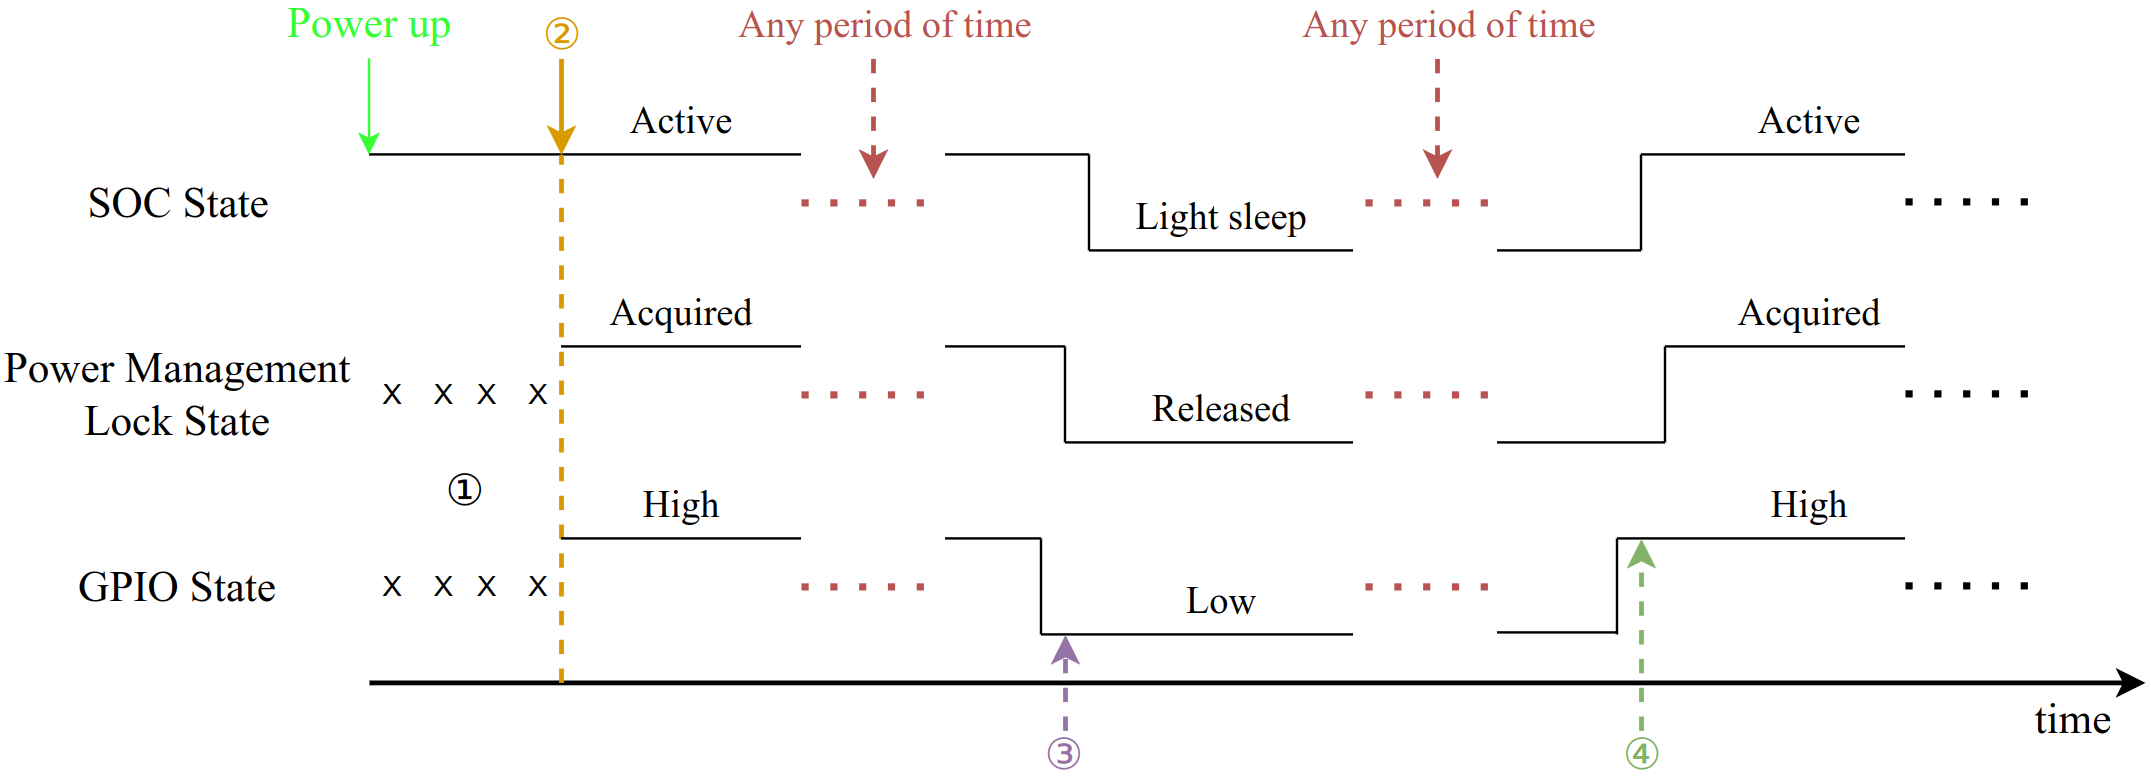 Power up
②
Any period of time
Any period of time
Active
Active
SOC State
Light sleep
Acquired
Acquired
Power Management
Lock State
x x x x
Released
①
High
High
GPIO State
x x x x
Low
time
③
④